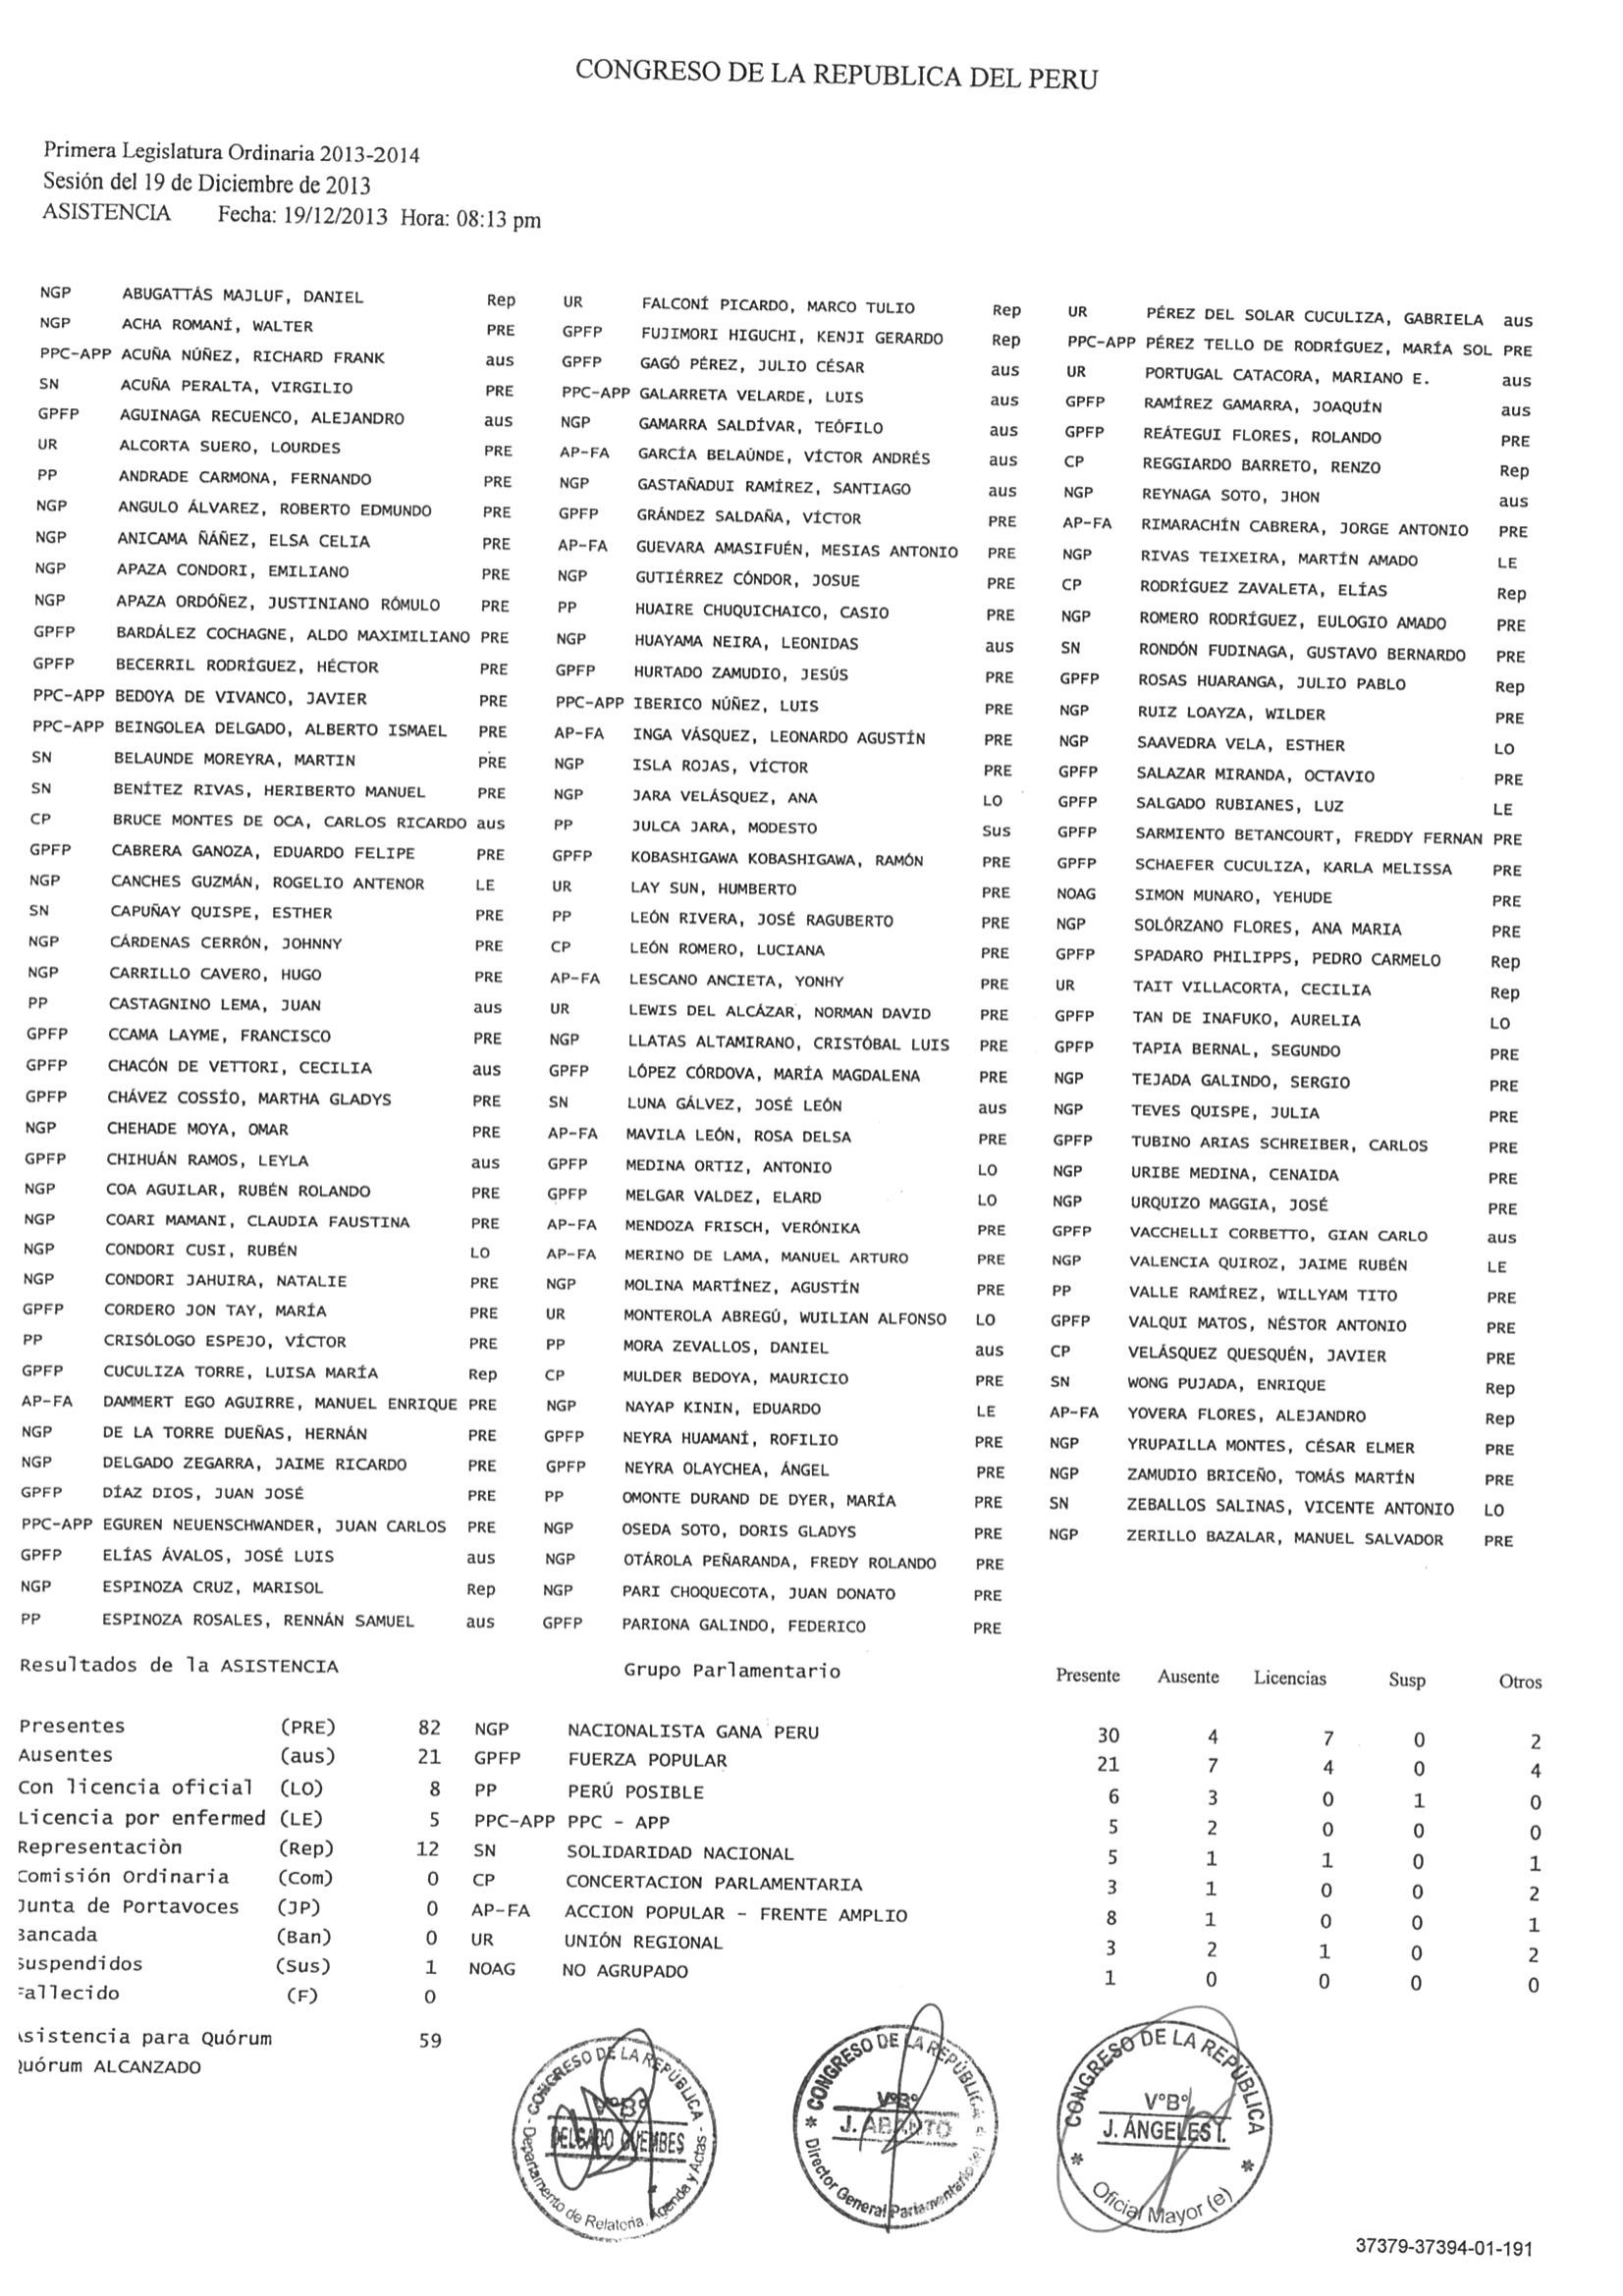 CONGRESO DE LA REPUBLICA DEL PERU
Primera Legislatura Ordinaria 2013-2014
Sesión del 19 de Diciembre de 2013
ASISTENCIA Fecha: 19/12/2013 Hora: 08:13 pm
NGP ABUGATTÁS MAJLUF, DANIEL Rep UR FALCONÍ PICARDO, MARCO TULIO Rep UR PÉREZ DEL SOLAR CUCULIZA, GABRIELA aus
NGP ACHA ROMANÍ, WALTER PRE GPFP FUJIMORI HIGUCHI, KENJI GERARDO Rep PPC-APP PÉREZ TELLO DE RODRÍGUEZ, MARÍA SOL PRE
PPC-APP ACUÑA NÚÑEZ, RICHARD FRANK aus GPFP GAGÓ PÉREZ, JULIO CÉSAR aus UR PORTUGAL CATACORA, MARIANO E. aus
SN ACUÑA PERALTA, VIRGILIO PRE PPC-APP GALARRETA VELARDE, LUIS aus GPFP RAMÍREZ GAMARRA, JOAQUÍN aus
GPFP AGUINAGA RECUENCO, ALEJANDRO aus NGP GAMARRA SALDÍVAR, TEÓFILO aus GPFP REÁTEGUI FLORES, ROLANDO PRE
UR ALCORTA SUERO, LOURDES PRE AP-FA GARCÍA BELAÚNDE, VÍCTOR ANDRÉS aus CP REGGIARDO BARRETO, RENZO Rep
PP ANDRADE CARMONA, FERNANDO PRE NGP GASTAÑADUI RAMÍREZ, SANTIAGO aus NGP REYNAGA SOTO, JHON aus
NGP ANGULO ÁLVAREZ, ROBERTO EDMUNDO PRE GPFP GRÁNDEZ SALDAÑA, VÍCTOR PRE AP-FA RIMARACHÍN CABRERA, JORGE ANTONIO PRE
NGP ANICAMA ÑÁÑEZ, ELSA CELIA PRE AP-FA GUEVARA AMASIFUÉN, MESIAS ANTONIO PRE NGP RIVAS TEIXEIRA, MARTÍN AMADO LE
NGP APAZA CONDORI, EMILIANO PRE NGP GUTIÉRREZ CÓNDOR, JOSUE PRE CP RODRÍGUEZ ZAVALETA, ELÍAS Rep
NGP APAZA ORDÓÑEZ, JUSTINIANO RÓMULO PRE PP HUAIRE CHUQUICHAICO, CASIO PRE NGP ROMERO RODRÍGUEZ, EULOGIO AMADO PRE
GPFP BARDÁLEZ COCHAGNE, ALDO MAXIMILIANO PRE NGP HUAYAMA NEIRA, LEONIDAS aus SN RONDÓN FUDINAGA, GUSTAVO BERNARDO PRE
GPFP BECERRIL RODRÍGUEZ, HÉCTOR PRE GPFP HURTADO ZAMUDIO, JESÚS PRE GPFP ROSAS HUARANGA, JULIO PABLO Rep
PPC-APP BEDOYA DE VIVANCO, JAVIER PRE PPC-APP IBERICO NÚÑEZ, LUIS PRE NGP RUIZ LOAYZA, WILDER PRE
PPC-APP BEINGOLEA DELGADO, ALBERTO ISMAEL PRE AP-FA INGA VÁSQUEZ, LEONARDO AGUSTÍN PRE NGP SAAVEDRA VELA, ESTHER LO
SN BELAUNDE MOREYRA, MARTIN PRE NGP ISLA ROJAS, VÍCTOR PRE GPFP SALAZAR MIRANDA, OCTAVIO PRE
SN BENÍTEZ RIVAS, HERIBERTO MANUEL PRE NGP JARA VELÁSQUEZ, ANA LO GPFP SALGADO RUBIANES, LUZ LE
CP BRUCE MONTES DE OCA, CARLOS RICARDO aus PP JULCA JARA, MODESTO Sus GPFP SARMIENTO BETANCOURT, FREDDY FERNAN PRE
GPFP CABRERA GANOZA, EDUARDO FELIPE PRE GPFP KOBASHIGAWA KOBASHIGAWA, RAMÓN PRE GPFP SCHAEFER CUCULIZA, KARLA MELISSA PRE
NGP CANCHES GUZMÁN, ROGELIO ANTENOR LE UR LAY SUN, HUMBERTO PRE NOAG SIMON MUNARO, YEHUDE PRE
SN CAPUÑAY QUISPE, ESTHER PRE PP LEÓN RIVERA, JOSÉ RAGUBERTO PRE NGP SOLÓRZANO FLORES, ANA MARIA PRE
NGP CÁRDENAS CERRÓN, JOHNNY PRE CP LEÓN ROMERO, LUCIANA PRE GPFP SPADARO PHILIPPS, PEDRO CARMELO Rep
NGP CARRILLO CAVERO, HUGO PRE AP-FA LESCANO ANCIETA, YONHY PRE UR TAIT VILLACORTA, CECILIA Rep
PP CASTAGNINO LEMA, JUAN aus UR LEWIS DEL ALCÁZAR, NORMAN DAVID PRE GPFP TAN DE INAFUKO, AURELIA LO
GPFP CCAMA LAYME, FRANCISCO PRE NGP LLATAS ALTAMIRANO, CRISTÓBAL LUIS PRE GPFP TAPIA BERNAL, SEGUNDO PRE
GPFP CHACÓN DE VETTORI, CECILIA aus GPFP LÓPEZ CÓRDOVA, MARÍA MAGDALENA PRE NGP TEJADA GALINDO, SERGIO PRE
GPFP CHÁVEZ COSSÍO, MARTHA GLADYS PRE SN LUNA GÁLVEZ, JOSÉ LEÓN aus NGP TEVES QUISPE, JULIA PRE
NGP CHEHADE MOYA, OMAR PRE AP-FA MAVILA LEÓN, ROSA DELSA PRE GPFP TUBINO ARIAS SCHREIBER, CARLOS PRE
GPFP CHIHUÁN RAMOS, LEYLA aus GPFP MEDINA ORTIZ, ANTONIO LO NGP URIBE MEDINA, CENAIDA PRE
NGP COA AGUILAR, RUBÉN ROLANDO PRE GPFP MELGAR VALDEZ, ELARD LO NGP URQUIZO MAGGIA, JOSÉ PRE
NGP COARI MAMANI, CLAUDIA FAUSTINA PRE AP-FA MENDOZA FRISCH, VERÓNIKA PRE GPFP VACCHELLI CORBETTO, GIAN CARLO aus
NGP CONDORI CUSI, RUBÉN LO AP-FA MERINO DE LAMA, MANUEL ARTURO PRE NGP VALENCIA QUIROZ, JAIME RUBÉN LE
NGP CONDORI JAHUIRA, NATALIE PRE NGP MOLINA MARTÍNEZ, AGUSTÍN PRE PP VALLE RAMÍREZ, WILLYAM TITO PRE
GPFP CORDERO JON TAY, MARÍA PRE UR MONTEROLA ABREGÚ, WUILIAN ALFONSO LO GPFP VALQUI MATOS, NÉSTOR ANTONIO PRE
PP CRISÓLOGO ESPEJO, VÍCTOR PRE PP MORA ZEVALLOS, DANIEL aus CP VELÁSQUEZ QUESQUÉN, JAVIER PRE
GPFP CUCULIZA TORRE, LUISA MARÍA Rep CP MULDER BEDOYA, MAURICIO PRE SN WONG PUJADA, ENRIQUE Rep
AP-FA DAMMERT EGO AGUIRRE, MANUEL ENRIQUE PRE NGP NAYAP KININ, EDUARDO LE AP-FA YOVERA FLORES, ALEJANDRO Rep
NGP DE LA TORRE DUEÑAS, HERNÁN PRE GPFP NEYRA HUAMANÍ, ROFILIO PRE NGP YRUPAILLA MONTES, CÉSAR ELMER PRE
NGP DELGADO ZEGARRA, JAIME RICARDO PRE GPFP NEYRA OLAYCHEA, ÁNGEL PRE NGP ZAMUDIO BRICEÑO, TOMÁS MARTÍN PRE
GPFP DÍAZ DIOS, JUAN JOSÉ PRE PP OMONTE DURAND DE DYER, MARÍA PRE SN ZEBALLOS SALINAS, VICENTE ANTONIO LO
PPC-APP EGUREN NEUENSCHWANDER, JUAN CARLOS PRE NGP OSEDA SOTO, DORIS GLADYS PRE NGP ZERILLO BAZALAR, MANUEL SALVADOR PRE
GPFP ELÍAS ÁVALOS, JOSÉ LUIS aus NGP OTÁROLA PEÑARANDA, FREDY ROLANDO PRE
NGP ESPINOZA CRUZ, MARISOL Rep NGP PARI CHOQUECOTA, JUAN DONATO PRE
PP ESPINOZA ROSALES, RENNÁN SAMUEL aus GPFP PARIONA GALINDO, FEDERICO PRE
Resultados de la ASISTENCIA Grupo Parlamentario Presente Ausente Licencias Susp Otros
Presentes (PRE) 82 NGP NACIONALISTA GANA PERU 30 4 7 0 2
Ausentes (aus) 21 GPFP FUERZA POPULAR 21 7 4 0 4
Con licencia oficial (LO) 8 PP PERÚ POSIBLE 6 3 0 1 0
Licencia por enfermed (LE) 5 PPC-APP PPC - APP 5 2 0 0 0
Representaciòn (Rep) 12 SN SOLIDARIDAD NACIONAL 5 1 1 0 1
Comisión Ordinaria (Com) 0 CP CONCERTACION PARLAMENTARIA 3 1 0 0 2
Junta de Portavoces (JP) 0 AP-FA ACCION POPULAR - FRENTE AMPLIO 8 1 0 0 1
Bancada (Ban) 0 UR UNIÓN REGIONAL 3 2 1 0 2
Suspendidos (Sus) 1 NOAG NO AGRUPADO 1 0 0 0 0
Fallecido (F) 0
Asistencia para Quórum 59
Quórum ALCANZADO
CONGRESO DE LA REPÚBLICA
V°B°
DELGADO GUEMBES
Departamento de Relatoria, Agenda y Actas
CONGRESO DE LA REPÚBLICA
V°B°
J. ABANTO
Director General Parlamentario (e)
CONGRESO DE LA REPÚBLICA
V°B°
J. ÁNGELES I.
Oficial Mayor (e)
37379-37394-01-191